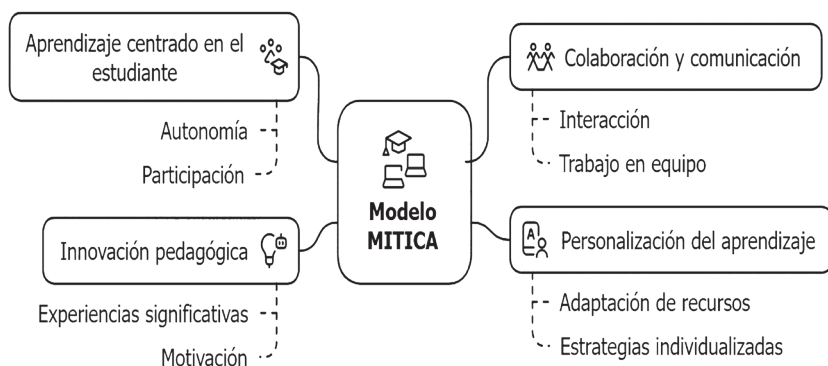 Aprendizaje centrado en el
estudiante
Autonomía
Participación
Innovación pedagógica
Experiencias significativas
Motivación
Modelo
MITICA
Colaboración y comunicación
Interacción
Trabajo en equipo
A
Personalización del aprendizaje
Adaptación de recursos
Estrategias individualizadas